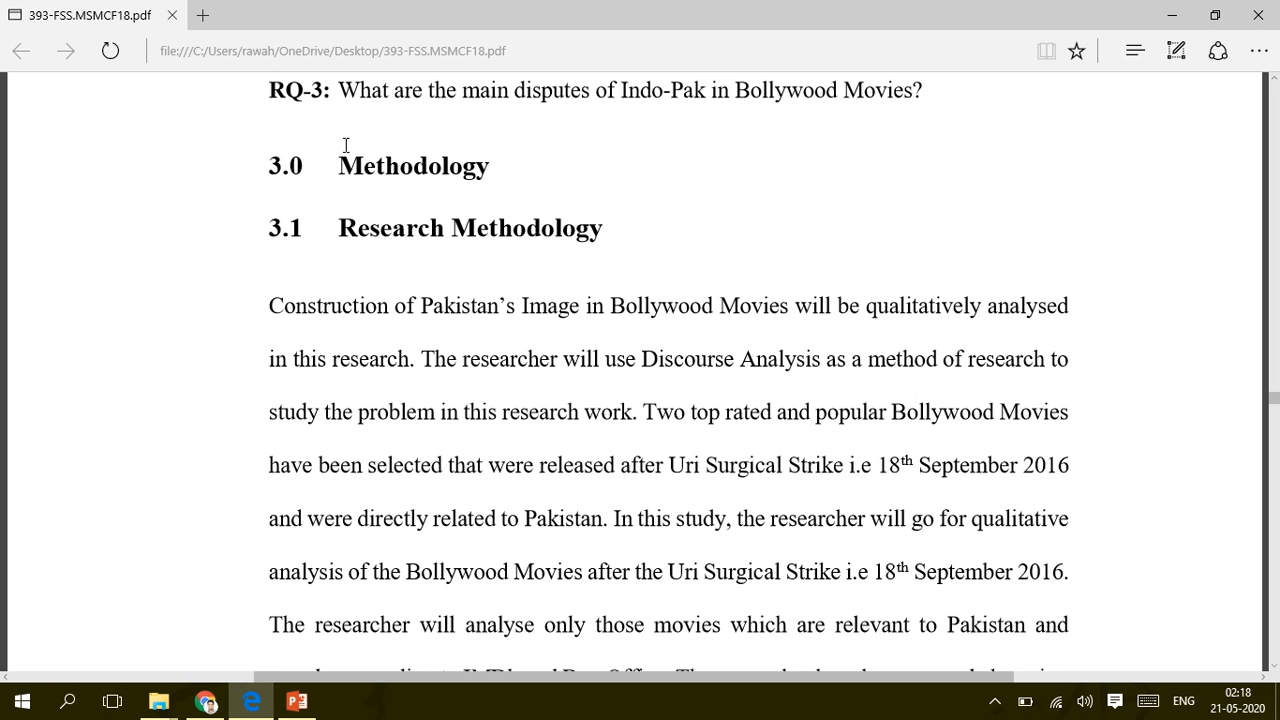 393-FSS.MSMCF18.pdf
file:///C:/Users/rawah/OneDrive/Desktop/393-FSS.MSMCF18.pdf
RQ-3: What are the main disputes of Indo-Pak in Bollywood Movies?
3.0 Methodology
3.1 Research Methodology
Construction of Pakistan’s Image in Bollywood Movies will be qualitatively analysed
in this research. The researcher will use Discourse Analysis as a method of research to
study the problem in this research work. Two top rated and popular Bollywood Movies
have been selected that were released after Uri Surgical Strike i.e 18th September 2016
and were directly related to Pakistan. In this study, the researcher will go for qualitative
analysis of the Bollywood Movies after the Uri Surgical Strike i.e 18th September 2016.
The researcher will analyse only those movies which are relevant to Pakistan and
ENG
02:18
21-05-2020